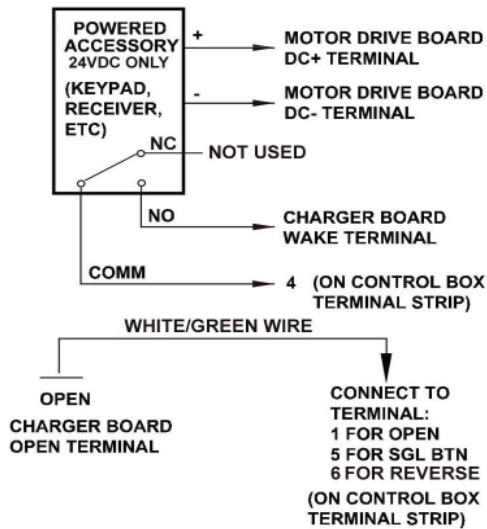 POWERED
ACCESSORY
24VDC ONLY
(KEYPAD,
RECEIVER,
ETC)
+
MOTOR DRIVE BOARD
DC+ TERMINAL
-
MOTOR DRIVE BOARD
DC- TERMINAL
NC
NOT USED
NO
CHARGER BOARD
WAKE TERMINAL
COMM
4 (ON CONTROL BOX
TERMINAL STRIP)
WHITE/GREEN WIRE
OPEN
CHARGER BOARD
OPEN TERMINAL
CONNECT TO
TERMINAL:
1 FOR OPEN
5 FOR SGL BTN
6 FOR REVERSE
(ON CONTROL BOX
TERMINAL STRIP)